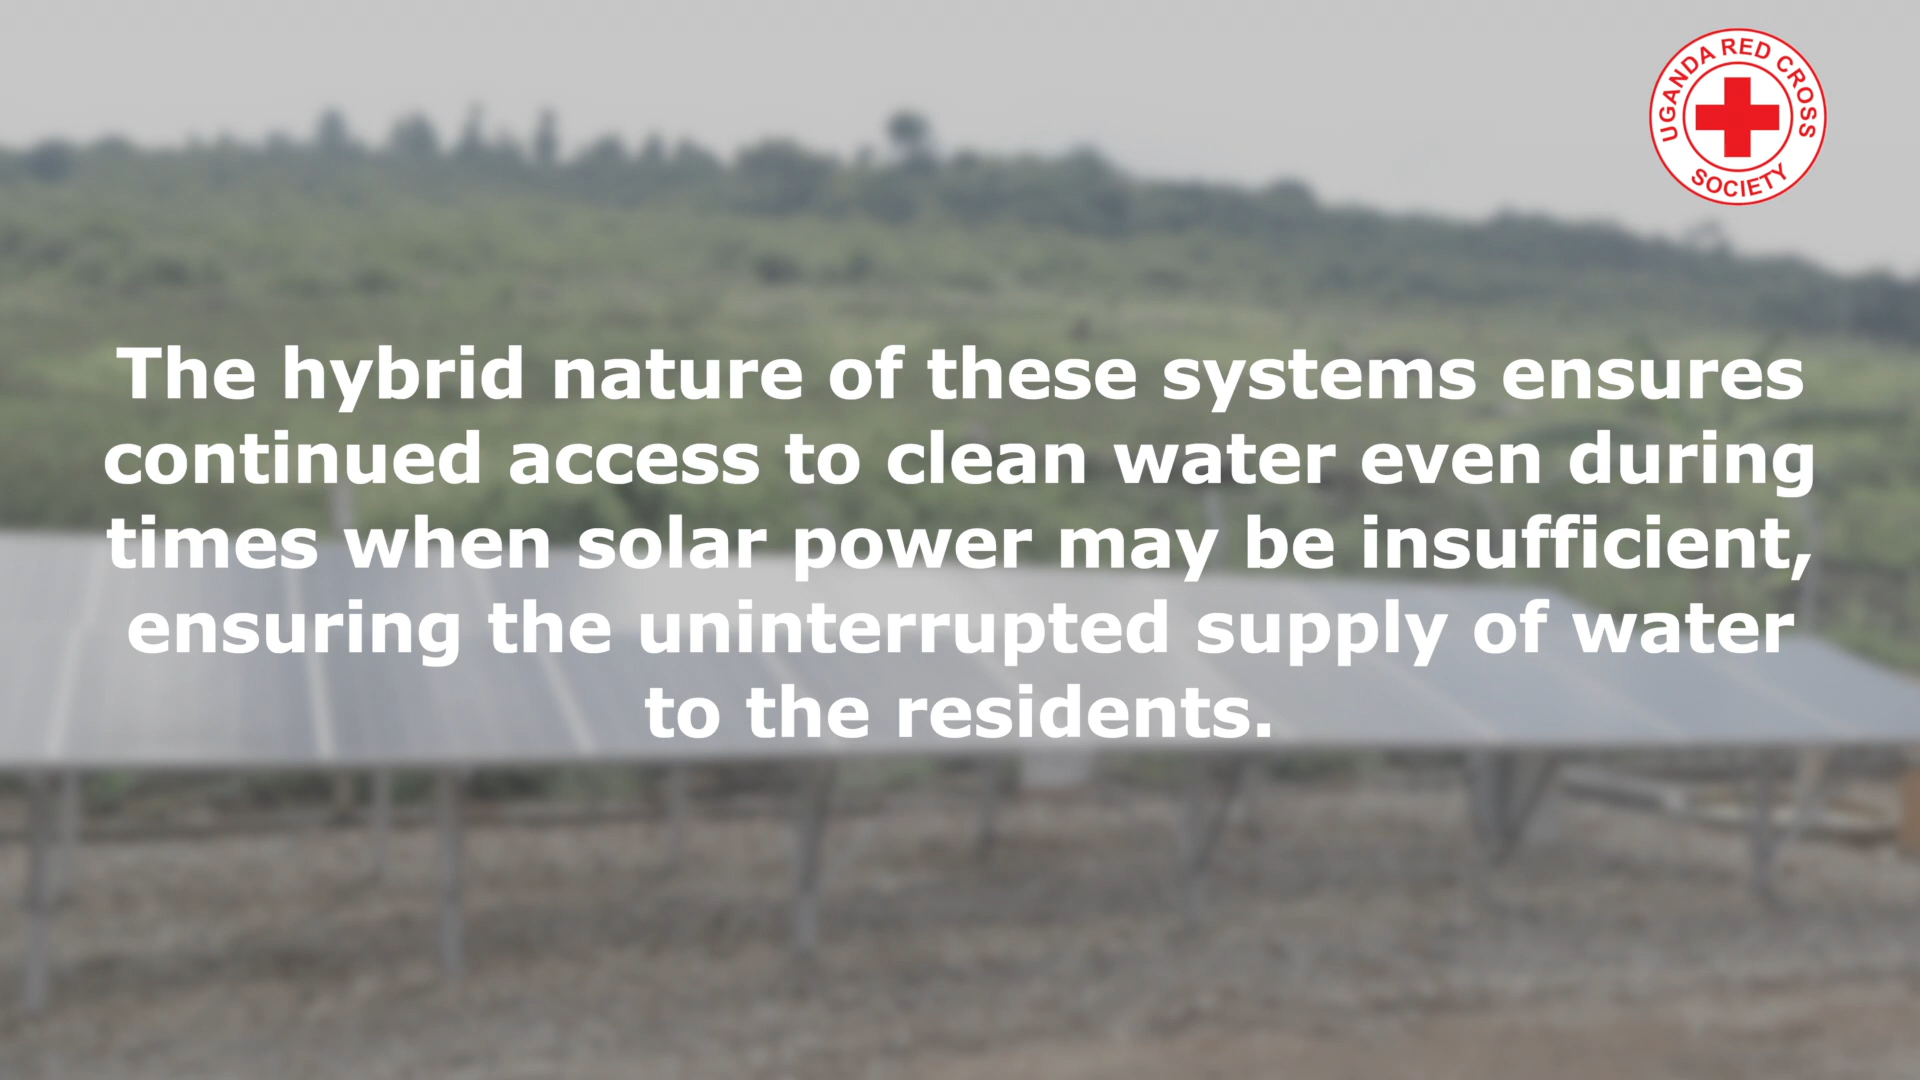 UGANDA RED CROSS
SOCIETY
The hybrid nature of these systems ensures
continued access to clean water even during
times when solar power may be insufficient,
ensuring the uninterrupted supply of water
to the residents.